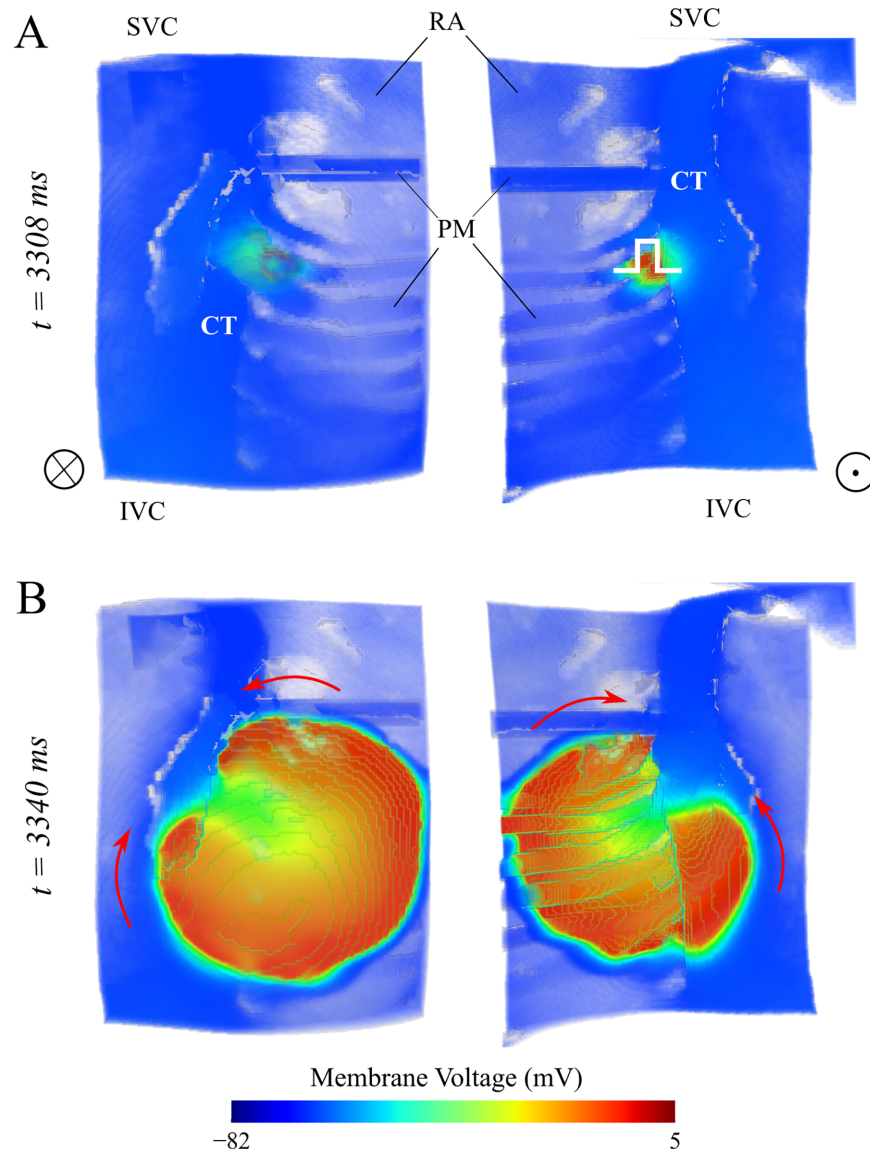 A
SVC
RA
SVC
CT
PM
CT
t = 3308 ms
IVC
IVC
B
t = 3340 ms
Membrane Voltage (mV)
−82
5